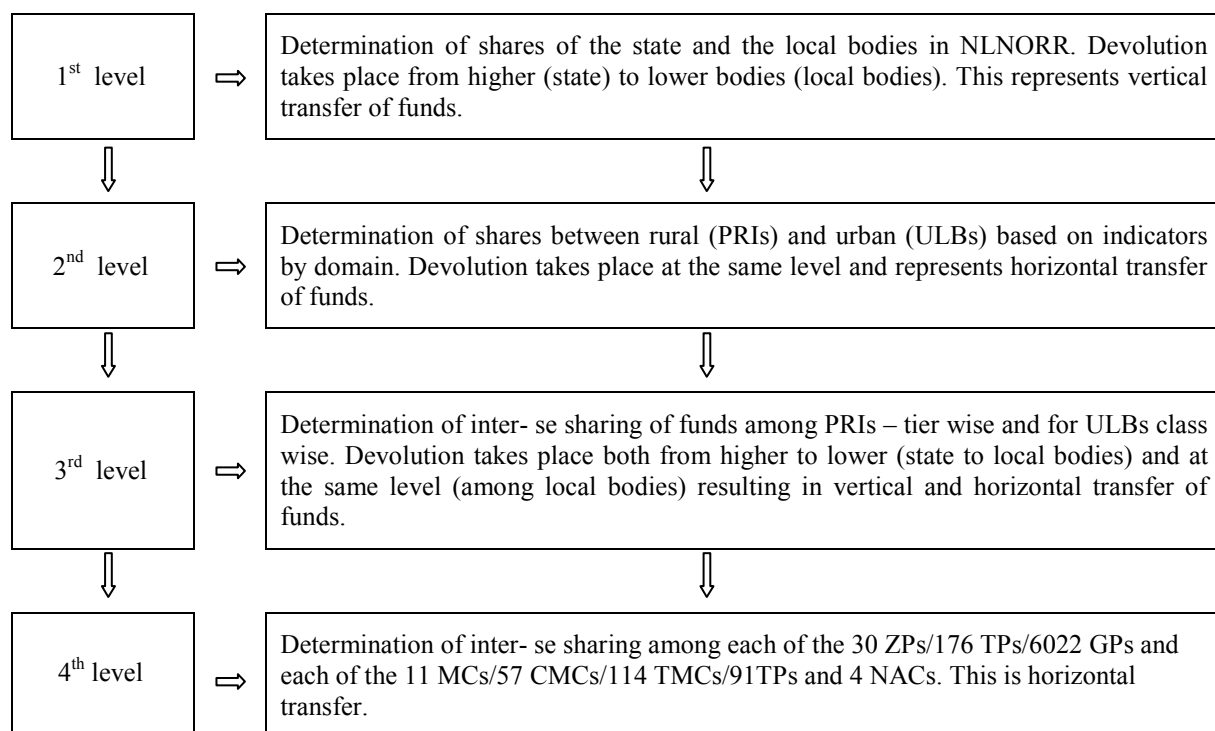 1st level
Determination of shares of the state and the local bodies in NLNORR. Devolution
takes place from higher (state) to lower bodies (local bodies). This represents vertical
transfer of funds.
2nd level
Determination of shares between rural (PRIs) and urban (ULBs) based on indicators
by domain. Devolution takes place at the same level and represents horizontal transfer
of funds.
3rd level
Determination of inter- se sharing of funds among PRIs – tier wise and for ULBs class
wise. Devolution takes place both from higher to lower (state to local bodies) and at
the same level (among local bodies) resulting in vertical and horizontal transfer of
funds.
4th level
Determination of inter- se sharing among each of the 30 ZPs/176 TPs/6022 GPs and
each of the 11 MCs/57 CMCs/114 TMCs/91TPs and 4 NACs. This is horizontal
transfer.